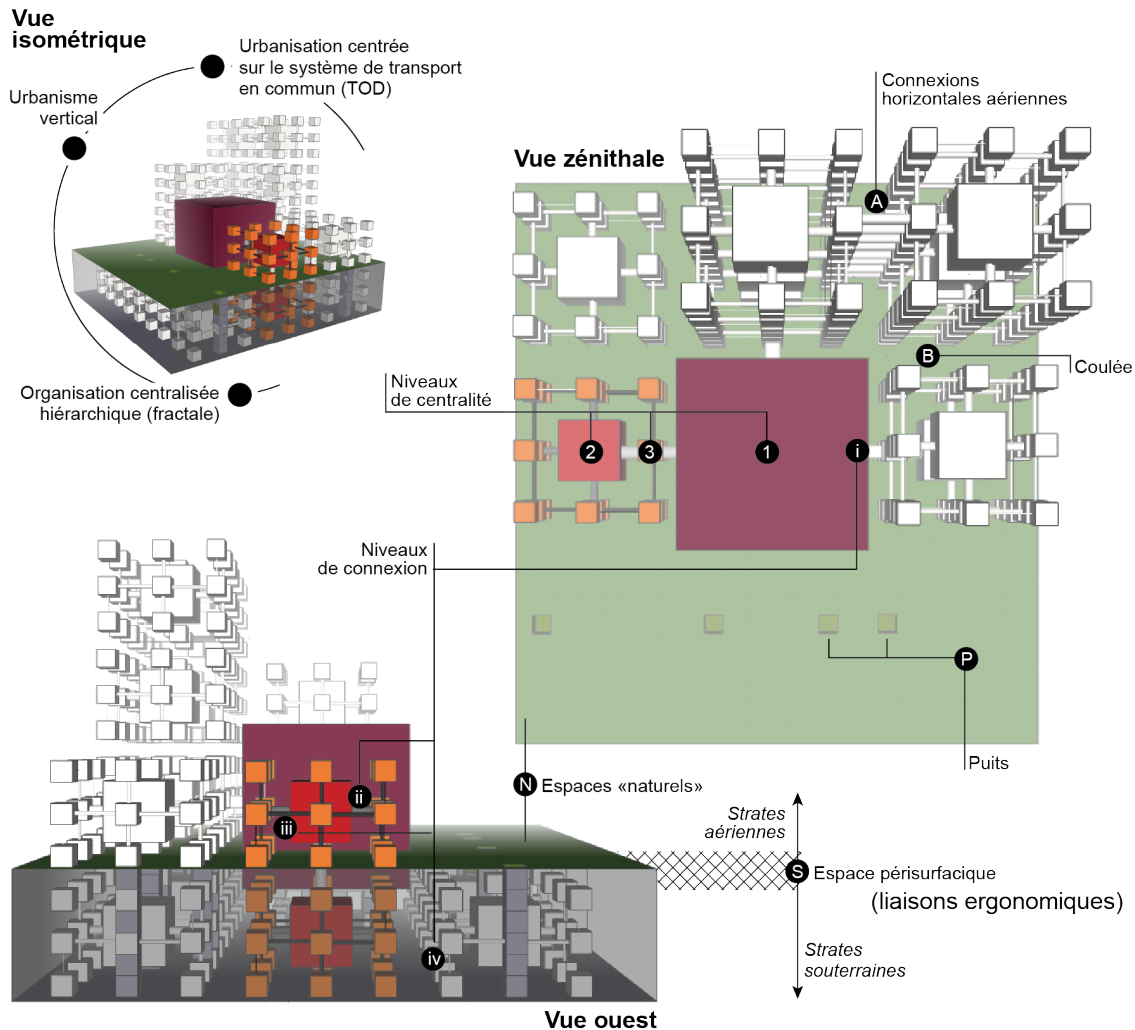 Vue
isométrique
Urbanisation centrée
sur le système de transport
en commun (TOD)
Urbanisme
vertical
Organisation centralisée
hiérarchique (fractale)
Connexions
horizontales aériennes
Vue zénithale
A
B
Coulée
Niveaux
de centralité
2
3
1
i
Niveaux
de connexion
P
Puits
N
Espaces «naturels»
ii
iii
iv
Strates
aériennes
S
Espace périsurfacique
(liaisons ergonomiques)
Strates
souterraines
Vue ouest